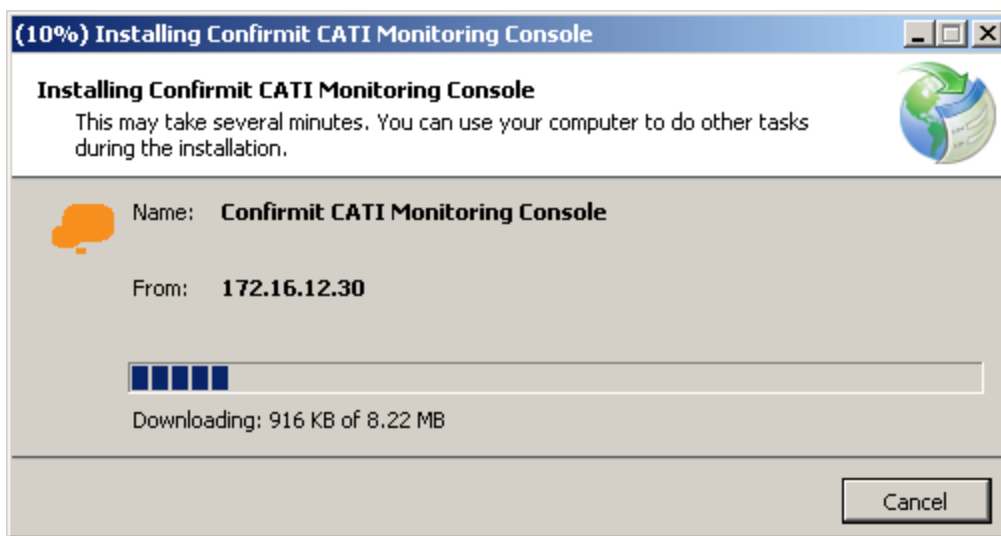 (10%) Installing Confirmit CATI Monitoring Console
Installing Confirmit CATI Monitoring Console
This may take several minutes. You can use your computer to do other tasks
during the installation.
Name: Confirmit CATI Monitoring Console
From: 172.16.12.30
Downloading: 916 KB of 8.22 MB
Cancel